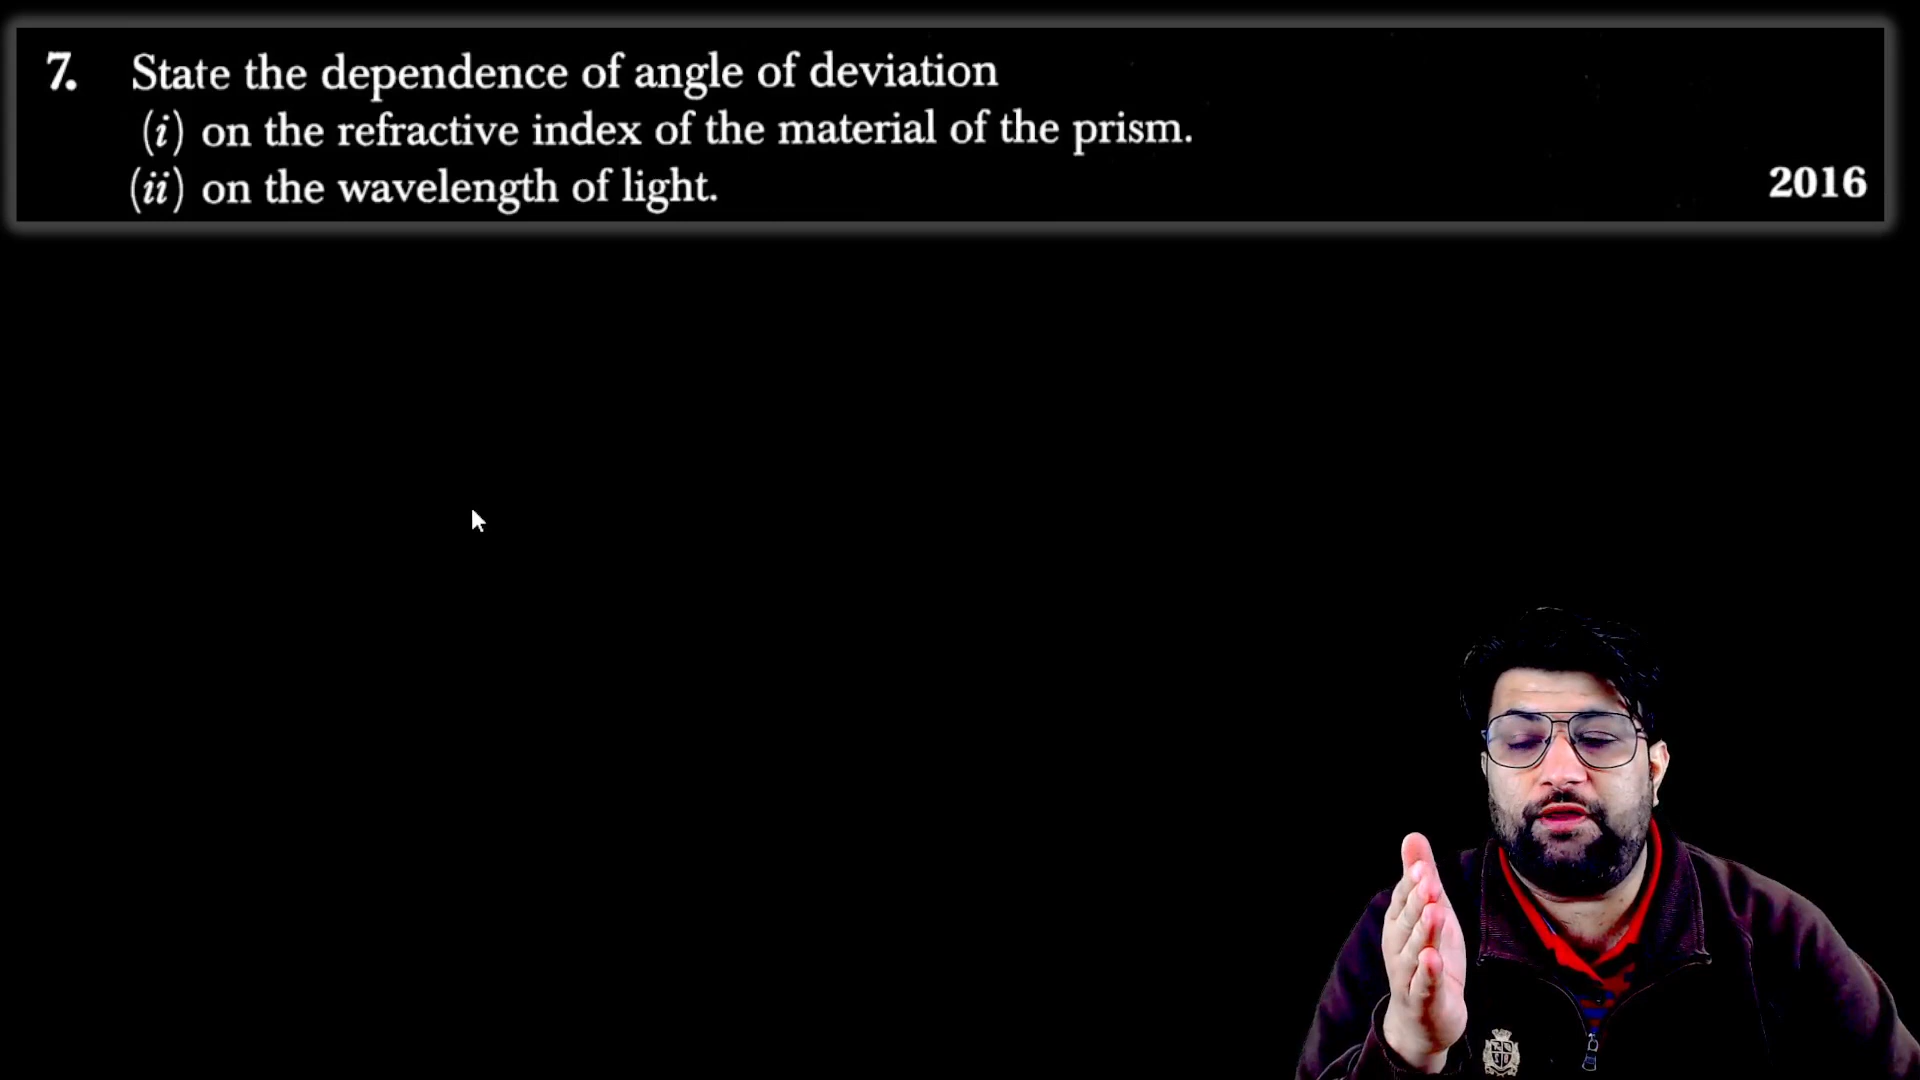 7. State the dependence of angle of deviation
(i) on the refractive index of the material of the prism.
(ii) on the wavelength of light.
2016